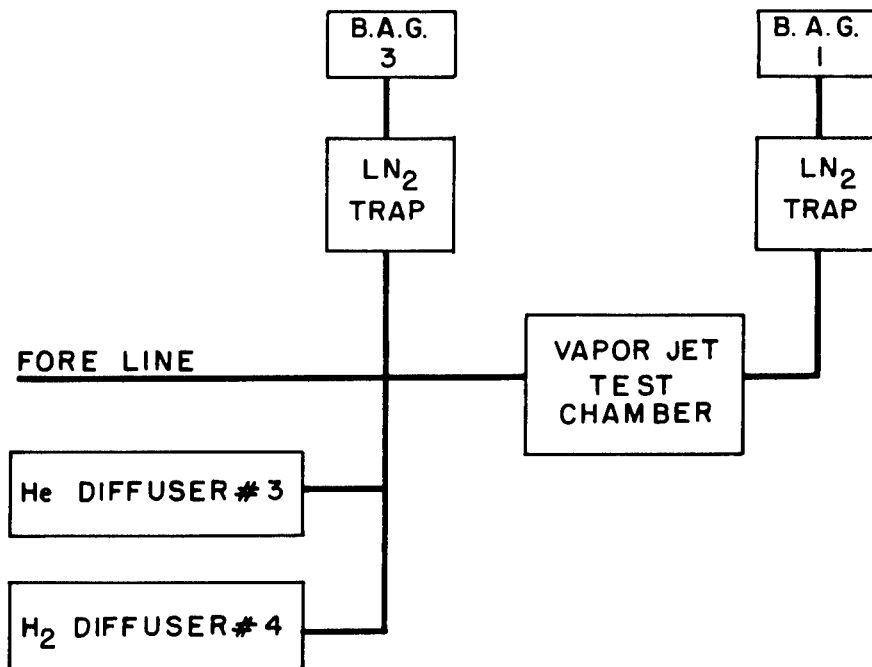 B.A.G.
3
B. A. G.
1
LN2
TRAP
LN2
TRAP
FORE LINE
VAPOR JET
TEST
CHAMBER
He DIFFUSER #3
H2 DIFFUSER #4